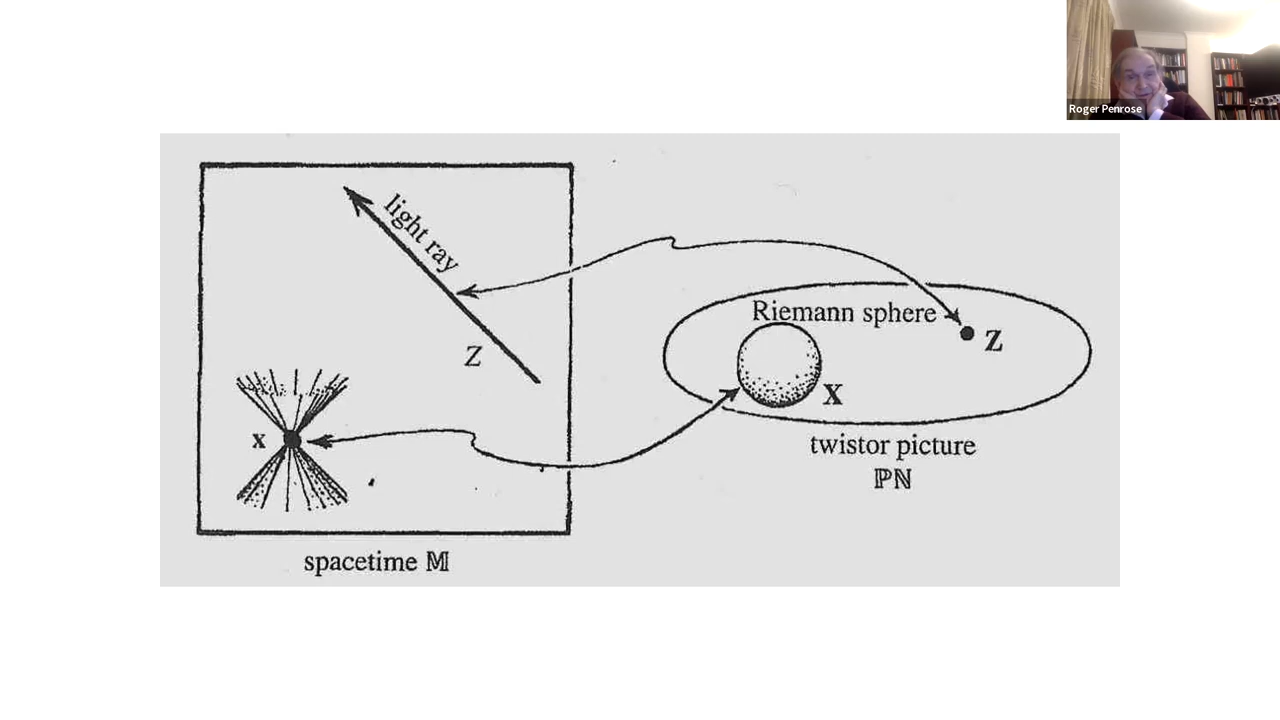 Roger Penrose
light ray
Z
x
spacetime 𝕄
Riemann sphere
Z
X
twistor picture
ℙℕ